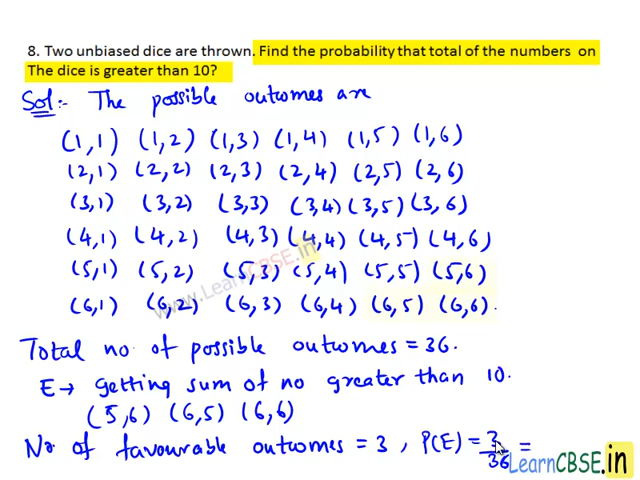 8. Two unbiased dice are thrown. Find the probability that total of the numbers on
The dice is greater than 10?
Sol:- The possible outcomes are
(1,1) (1,2) (1,3) (1,4) (1,5) (1,6)
(2,1) (2,2) (2,3) (2,4) (2,5) (2,6)
(3,1) (3,2) (3,3) (3,4) (3,5) (3,6)
(4,1) (4,2) (4,3) (4,4) (4,5) (4,6)
(5,1) (5,2) (5,3) (5,4) (5,5) (5,6)
(6,1) (6,2) (6,3) (6,4) (6,5) (6,6).
www.LearnCBSE.in
Total no of possible outcomes = 36.
E→ getting sum of no greater than 10.
(5,6) (6,5) (6,6)
No of favourable outcomes = 3, P(E) = 3/36 =
LearnCBSE.in